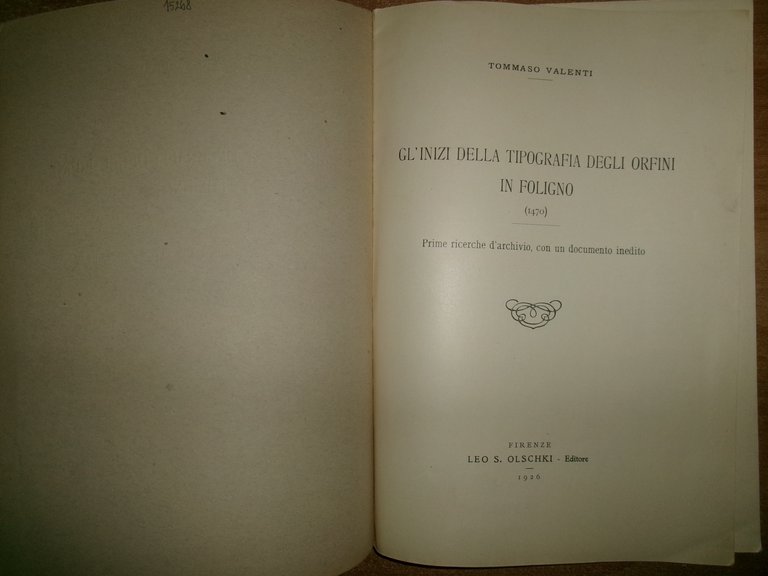 15268
TOMMASO VALENTI
GL'INIZI DELLA TIPOGRAFIA DEGLI ORFINI
IN FOLIGNO
(1470)
Prime ricerche d'archivio, con un documento inedito
FIRENZE
LEO S. OLSCHKI - Editore
1926